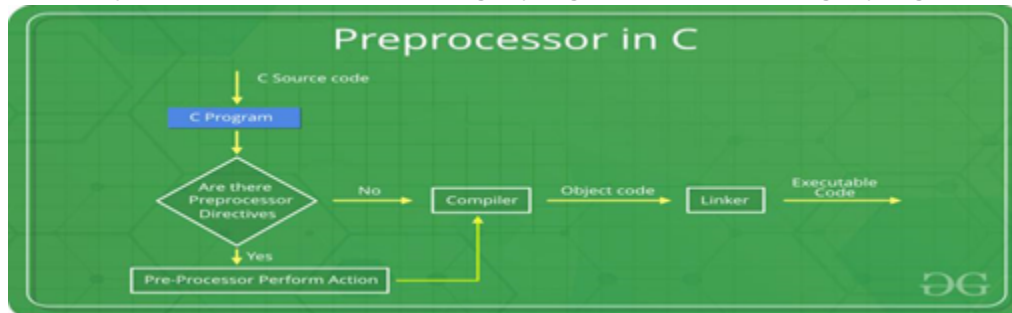 Preprocessor in C
C Source code
C Program
Are there
Preprocessor
Directives
No
Compiler
Object code
Linker
Executable
Code
Yes
Pre-Processor Perform Action